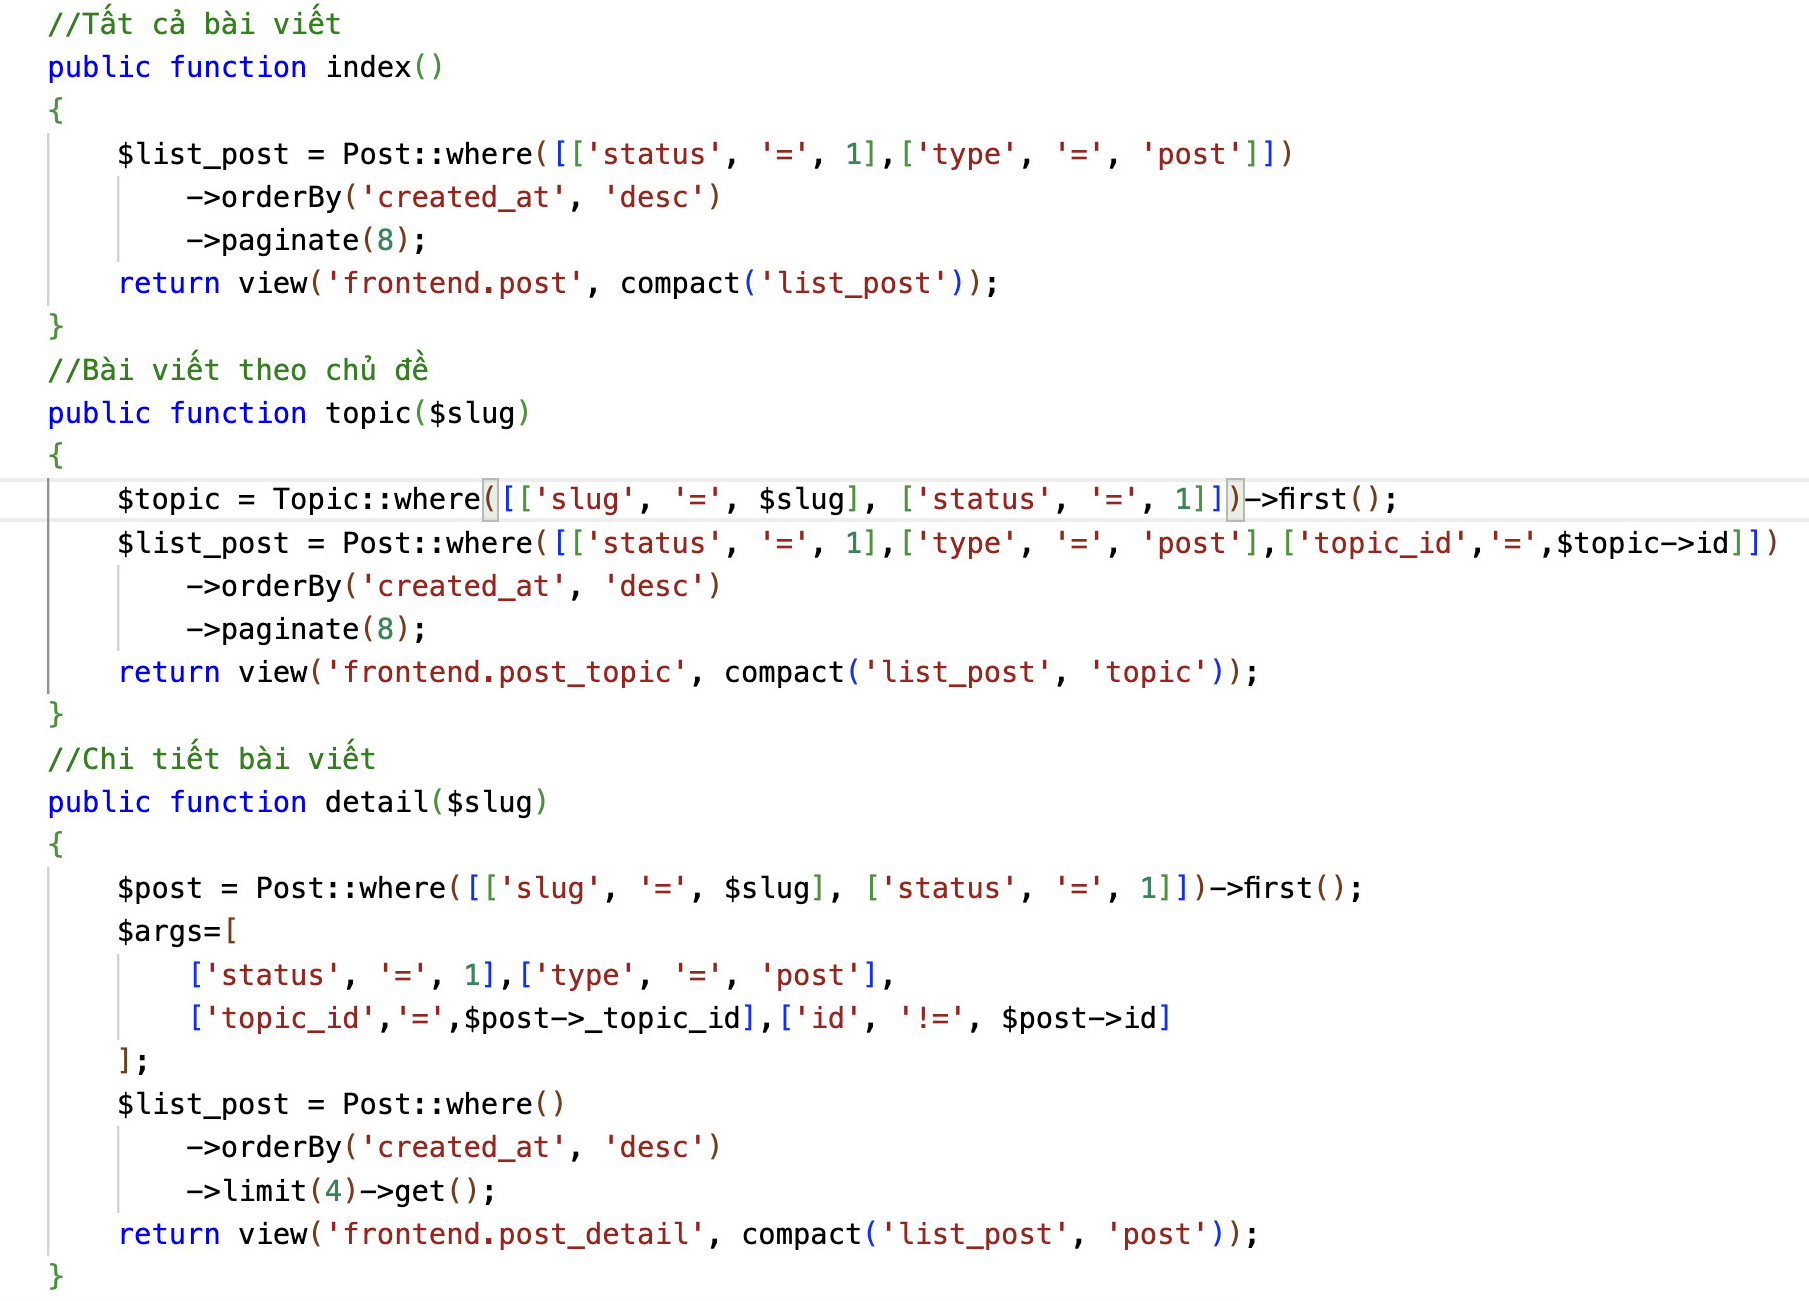 //Tất cả bài viết
public function index()
{
    $list_post = Post::where([['status', '=', 1],['type', '=', 'post']])
        ->orderBy('created_at', 'desc')
        ->paginate(8);
    return view('frontend.post', compact('list_post'));
}
//Bài viết theo chủ đề
public function topic($slug)
{
    $topic = Topic::where([['slug', '=', $slug], ['status', '=', 1]])->first();
    $list_post = Post::where([['status', '=', 1],['type', '=', 'post'],['topic_id','=',$topic->id]])
        ->orderBy('created_at', 'desc')
        ->paginate(8);
    return view('frontend.post_topic', compact('list_post', 'topic'));
}
//Chi tiết bài viết
public function detail($slug)
{
    $post = Post::where([['slug', '=', $slug], ['status', '=', 1]])->first();
    $args=[
        ['status', '=', 1],['type', '=', 'post'],
        ['topic_id','=',$post->_topic_id],['id', '!=', $post->id]
    ];
    $list_post = Post::where()
        ->orderBy('created_at', 'desc')
        ->limit(4)->get();
    return view('frontend.post_detail', compact('list_post', 'post'));
}